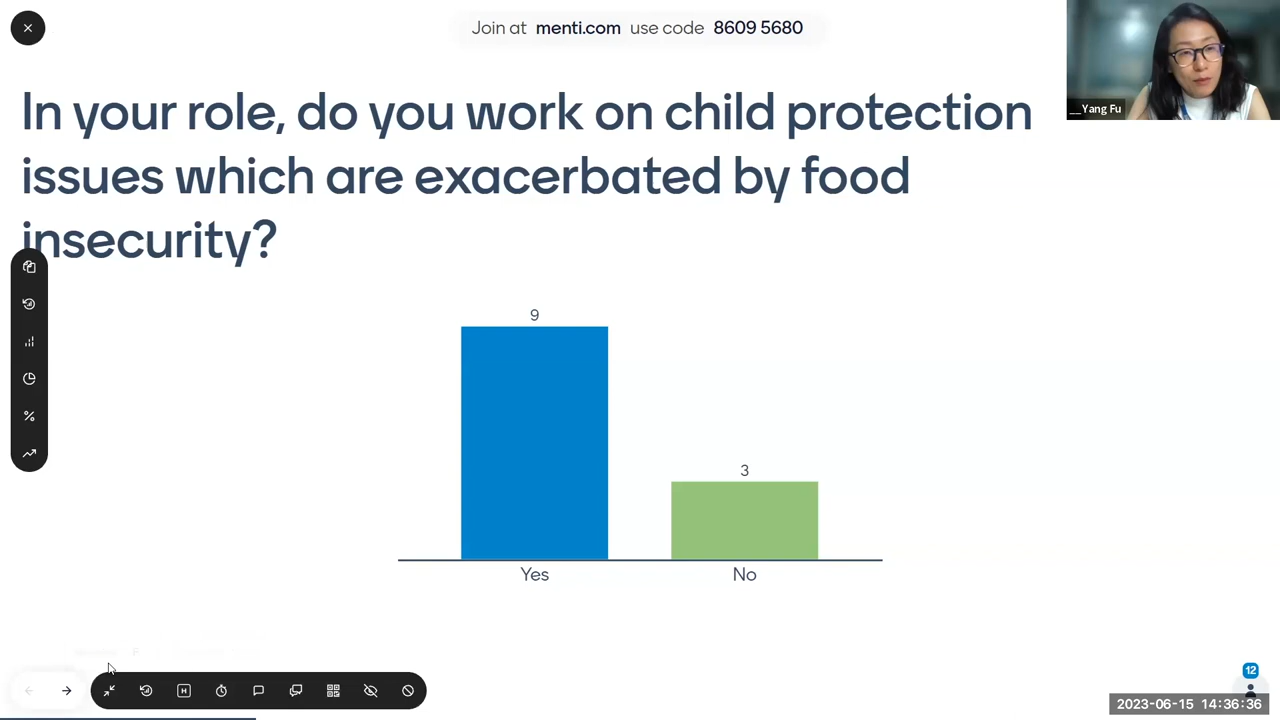 Join at menti.com use code 8609 5680
In your role, do you work on child protection
issues which are exacerbated by food
insecurity?
__Yang Fu
9
3
Yes
No
12
2023-06-15 14:36:36